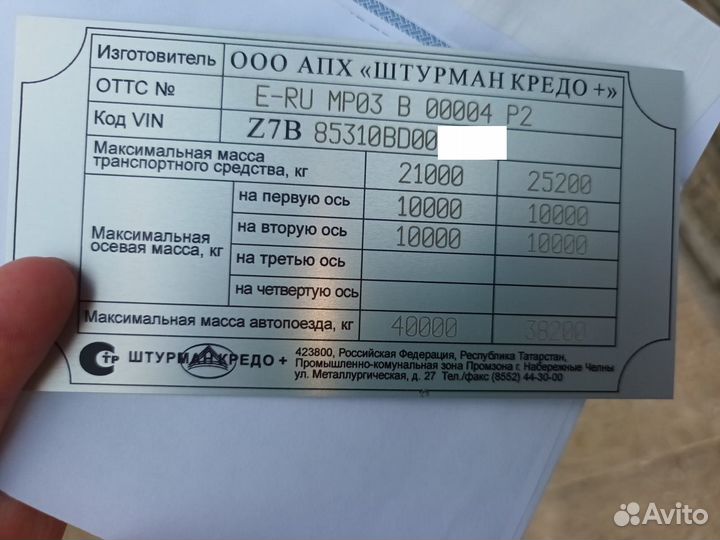 Изготовитель ООО АПХ «ШТУРМАН КРЕДО +»
ОТТС № E-RU MP03 B 00004 P2
Код VIN Z7B 85310BD00
Максимальная масса транспортного средства, кг 21000 25200
Максимальная осевая масса, кг
на первую ось 10000 10000
на вторую ось 10000 10000
на третью ось
на четвертую ось
Максимальная масса автопоезда, кг 40000 38200
СТР ШТУРМАН КРЕДО +
423800, Российская Федерация, Республика Татарстан,
Промышленно-комунальная зона Промзона г. Набережные Челны
ул. Металлургическая, д. 27 Тел./факс (8552) 44-30-00
Avito